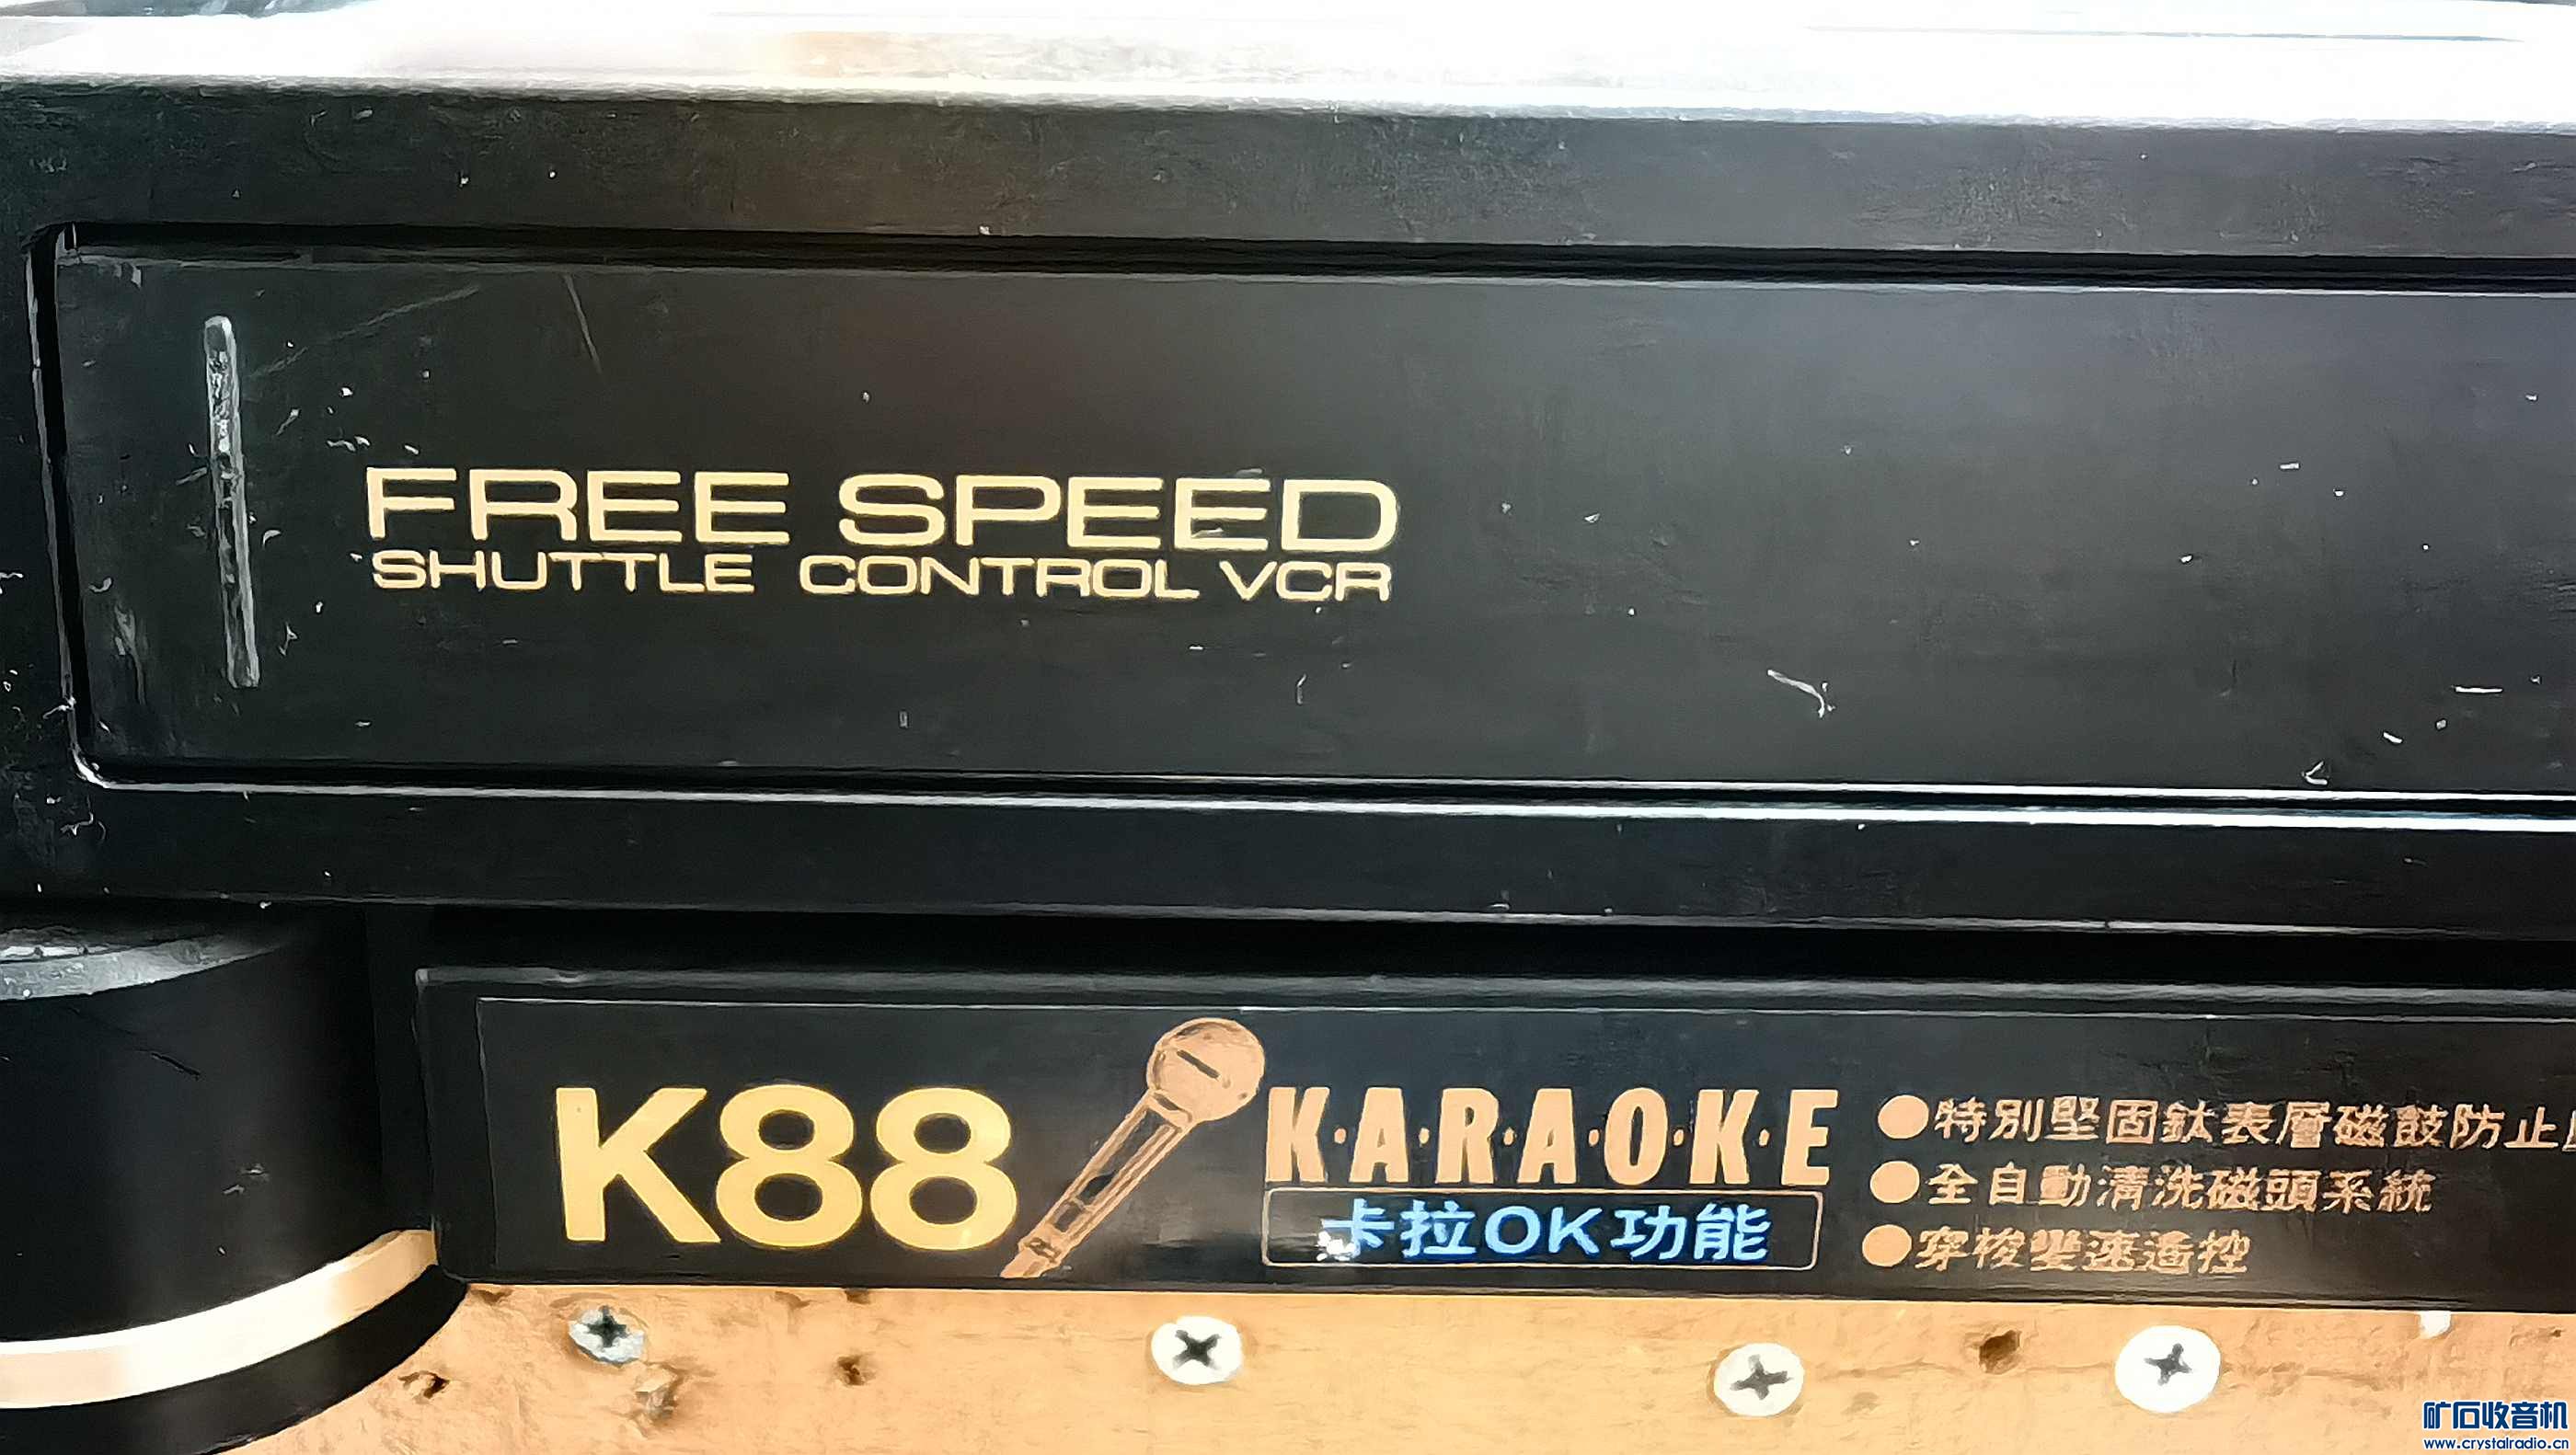 FREE SPEED
SHUTTLE CONTROL VCR
K88
K·A·R·A·O·K·E
卡拉OK功能
●特別堅固鈦表層磁鼓防止
●全自動清洗磁頭系統
●穿梭變速遙控
矿石收音机
www.crystalradio.cn